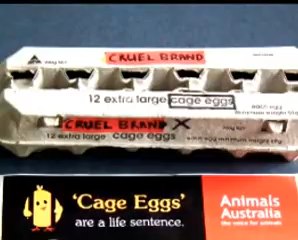 CRUEL BRAND
12 extra large cage eggs
CRUEL BRAND X
12 extra large cage eggs
'Cage Eggs'
are a life sentence.
Animals
Australia
the voice for animals